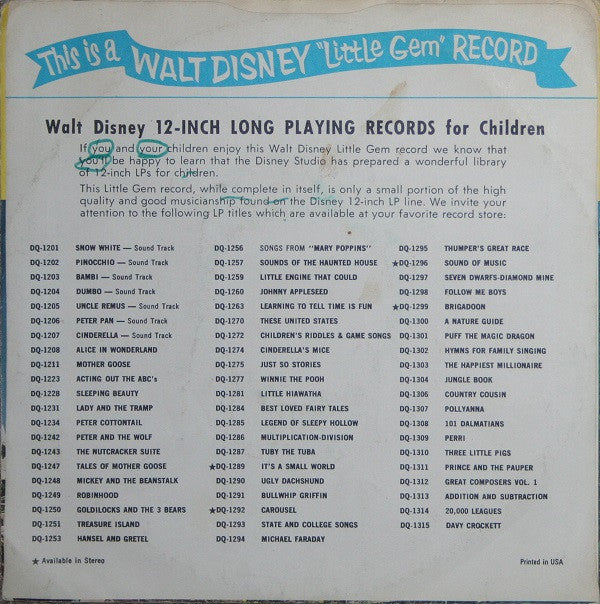 This is a WALT DISNEY "Little Gem" RECORD
Walt Disney 12-INCH LONG PLAYING RECORDS for Children
If you and your children enjoy this Walt Disney Little Gem record we know that
you'll be happy to learn that the Disney Studio has prepared a wonderful library
of 12-inch LPs for children.
This Little Gem record, while complete in itself, is only a small portion of the high
quality and good musicianship found on the Disney 12-inch LP line. We invite your
attention to the following LP titles which are available at your favorite record store:
DQ-1201 SNOW WHITE — Sound Track
DQ-1202 PINOCCHIO — Sound Track
DQ-1203 BAMBI — Sound Track
DQ-1204 DUMBO — Sound Track
DQ-1205 UNCLE REMUS — Sound Track
DQ-1206 PETER PAN — Sound Track
DQ-1207 CINDERELLA — Sound Track
DQ-1208 ALICE IN WONDERLAND
DQ-1211 MOTHER GOOSE
DQ-1223 ACTING OUT THE ABC's
DQ-1228 SLEEPING BEAUTY
DQ-1231 LADY AND THE TRAMP
DQ-1234 PETER COTTONTAIL
DQ-1242 PETER AND THE WOLF
DQ-1243 THE NUTCRACKER SUITE
DQ-1247 TALES OF MOTHER GOOSE
DQ-1248 MICKEY AND THE BEANSTALK
DQ-1249 ROBINHOOD
DQ-1250 GOLDILOCKS AND THE 3 BEARS
DQ-1251 TREASURE ISLAND
DQ-1253 HANSEL AND GRETEL
DQ-1256 SONGS FROM "MARY POPPINS"
DQ-1257 SOUNDS OF THE HAUNTED HOUSE
DQ-1259 LITTLE ENGINE THAT COULD
DQ-1260 JOHNNY APPLESEED
DQ-1263 LEARNING TO TELL TIME IS FUN
DQ-1270 THESE UNITED STATES
DQ-1272 CHILDREN'S RIDDLES & GAME SONGS
DQ-1274 CINDERELLA'S MICE
DQ-1275 JUST SO STORIES
DQ-1277 WINNIE THE POOH
DQ-1281 LITTLE HIAWATHA
DQ-1284 BEST LOVED FAIRY TALES
DQ-1285 LEGEND OF SLEEPY HOLLOW
DQ-1286 MULTIPLICATION-DIVISION
DQ-1287 TUBY THE TUBA
★DQ-1289 IT'S A SMALL WORLD
DQ-1290 UGLY DACHSHUND
DQ-1291 BULLWHIP GRIFFIN
★DQ-1292 CAROUSEL
DQ-1293 STATE AND COLLEGE SONGS
DQ-1294 MICHAEL FARADAY
DQ-1295 THUMPER'S GREAT RACE
★DQ-1296 SOUND OF MUSIC
DQ-1297 SEVEN DWARFS-DIAMOND MINE
DQ-1298 FOLLOW ME BOYS
★DQ-1299 BRIGADOON
DQ-1300 A NATURE GUIDE
DQ-1301 PUFF THE MAGIC DRAGON
DQ-1302 HYMNS FOR FAMILY SINGING
DQ-1303 THE HAPPIEST MILLIONAIRE
DQ-1304 JUNGLE BOOK
DQ-1306 COUNTRY COUSIN
DQ-1307 POLLYANNA
DQ-1308 101 DALMATIANS
DQ-1309 PERRI
DQ-1310 THREE LITTLE PIGS
DQ-1311 PRINCE AND THE PAUPER
DQ-1312 GREAT COMPOSERS VOL. 1
DQ-1313 ADDITION AND SUBTRACTION
DQ-1314 20,000 LEAGUES
DQ-1315 DAVY CROCKETT
★ Available in Stereo
Printed in USA